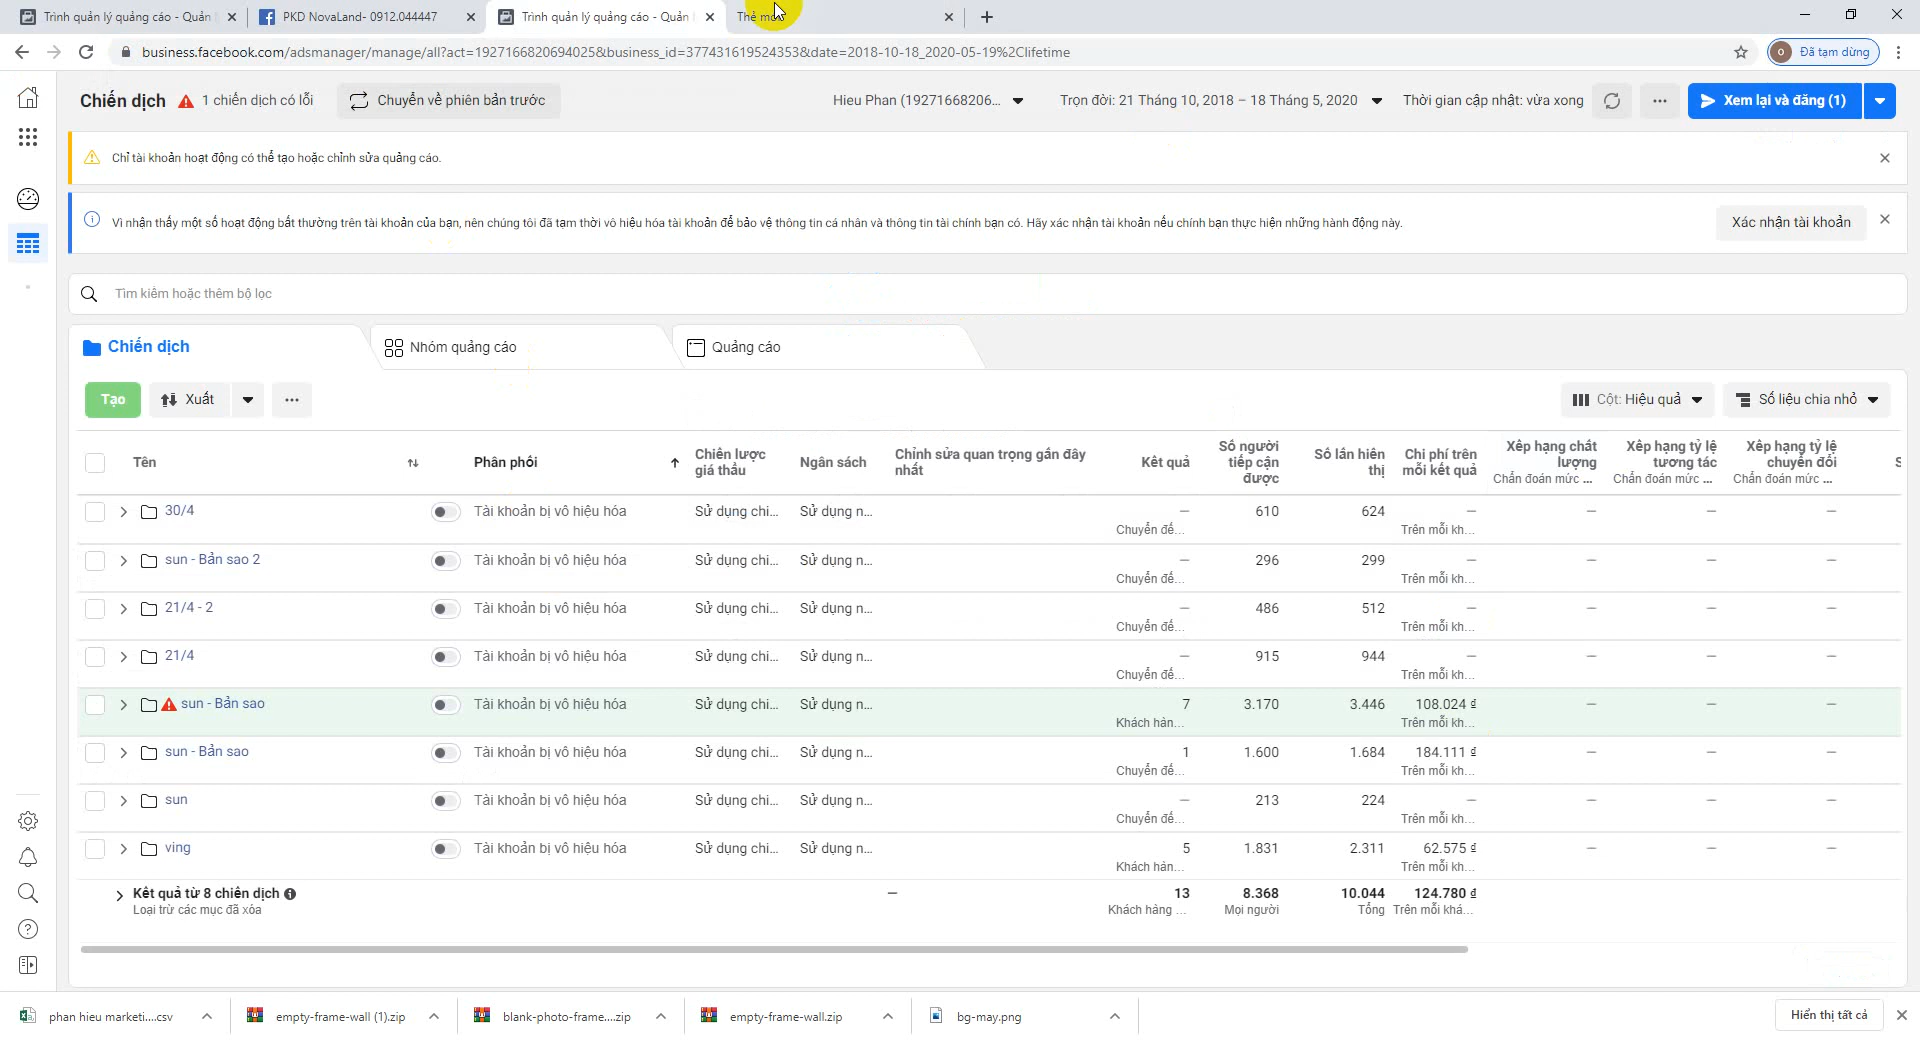 Trình quản lý quảng cáo - Quản
PKD NovaLand- 0912.044447
Trình quản lý quảng cáo - Quản l
Thẻ mới
business.facebook.com/adsmanager/manage/all?act=1927166820694025&business_id=377431619524353&date=2018-10-18_2020-05-19%2Clifetime
O
Đã tạm dừng
Chiến dịch
1 chiến dịch có lỗi
Chuyển về phiên bản trước
Hieu Phan (19271668206...
Trọn đời: 21 Tháng 10, 2018 – 18 Tháng 5, 2020
Thời gian cập nhật: vừa xong
Xem lại và đăng (1)
Chỉ tài khoản hoạt động có thể tạo hoặc chỉnh sửa quảng cáo.
Vì nhận thấy một số hoạt động bất thường trên tài khoản của bạn, nên chúng tôi đã tạm thời vô hiệu hóa tài khoản để bảo vệ thông tin cá nhân và thông tin tài chính bạn có. Hãy xác nhận tài khoản nếu chính bạn thực hiện những hành động này.
Xác nhận tài khoản
Tìm kiếm hoặc thêm bộ lọc
Chiến dịch
Nhóm quảng cáo
Quảng cáo
Tạo
Xuất
Cột: Hiệu quả
Số liệu chia nhỏ
Tên
Phân phối
Chiến lược giá thầu
Ngân sách
Chỉnh sửa quan trọng gần đây nhất
Kết quả
Số người tiếp cận được
Số lần hiển thị
Chi phí trên mỗi kết quả
Xếp hạng chất lượng
Chẩn đoán mức ...
Xếp hạng tỷ lệ tương tác
Chẩn đoán mức ...
Xếp hạng tỷ lệ chuyển đổi
Chẩn đoán mức ...
S
30/4 Tài khoản bị vô hiệu hóa Sử dụng chi... Sử dụng n... — 610 624 — — — —
Chuyển đế... Trên mỗi kh...
sun - Bản sao 2 Tài khoản bị vô hiệu hóa Sử dụng chi... Sử dụng n... — 296 299 — — — —
Chuyển đế... Trên mỗi kh...
21/4 - 2 Tài khoản bị vô hiệu hóa Sử dụng chi... Sử dụng n... — 486 512 — — — —
Chuyển đế... Trên mỗi kh...
21/4 Tài khoản bị vô hiệu hóa Sử dụng chi... Sử dụng n... — 915 944 — — — —
Chuyển đế... Trên mỗi kh...
sun - Bản sao Tài khoản bị vô hiệu hóa Sử dụng chi... Sử dụng n... 7 3.170 3.446 108.024 ₫ — — —
Khách hàn... Trên mỗi kh...
sun - Bản sao Tài khoản bị vô hiệu hóa Sử dụng chi... Sử dụng n... 1 1.600 1.684 184.111 ₫ — — —
Chuyển đế... Trên mỗi kh...
sun Tài khoản bị vô hiệu hóa Sử dụng chi... Sử dụng n... — 213 224 — — — —
Chuyển đế... Trên mỗi kh...
ving Tài khoản bị vô hiệu hóa Sử dụng chi... Sử dụng n... 5 1.831 2.311 62.575 ₫ — — —
Khách hàn... Trên mỗi kh...
Kết quả từ 8 chiến dịch — 13 8.368 10.044 124.780 ₫
Loại trừ các mục đã xóa Khách hàng ... Mọi người Tổng Trên mỗi khá...
phan hieu marketi....csv
empty-frame-wall (1).zip
blank-photo-frame....zip
empty-frame-wall.zip
bg-may.png
Hiển thị tất cả